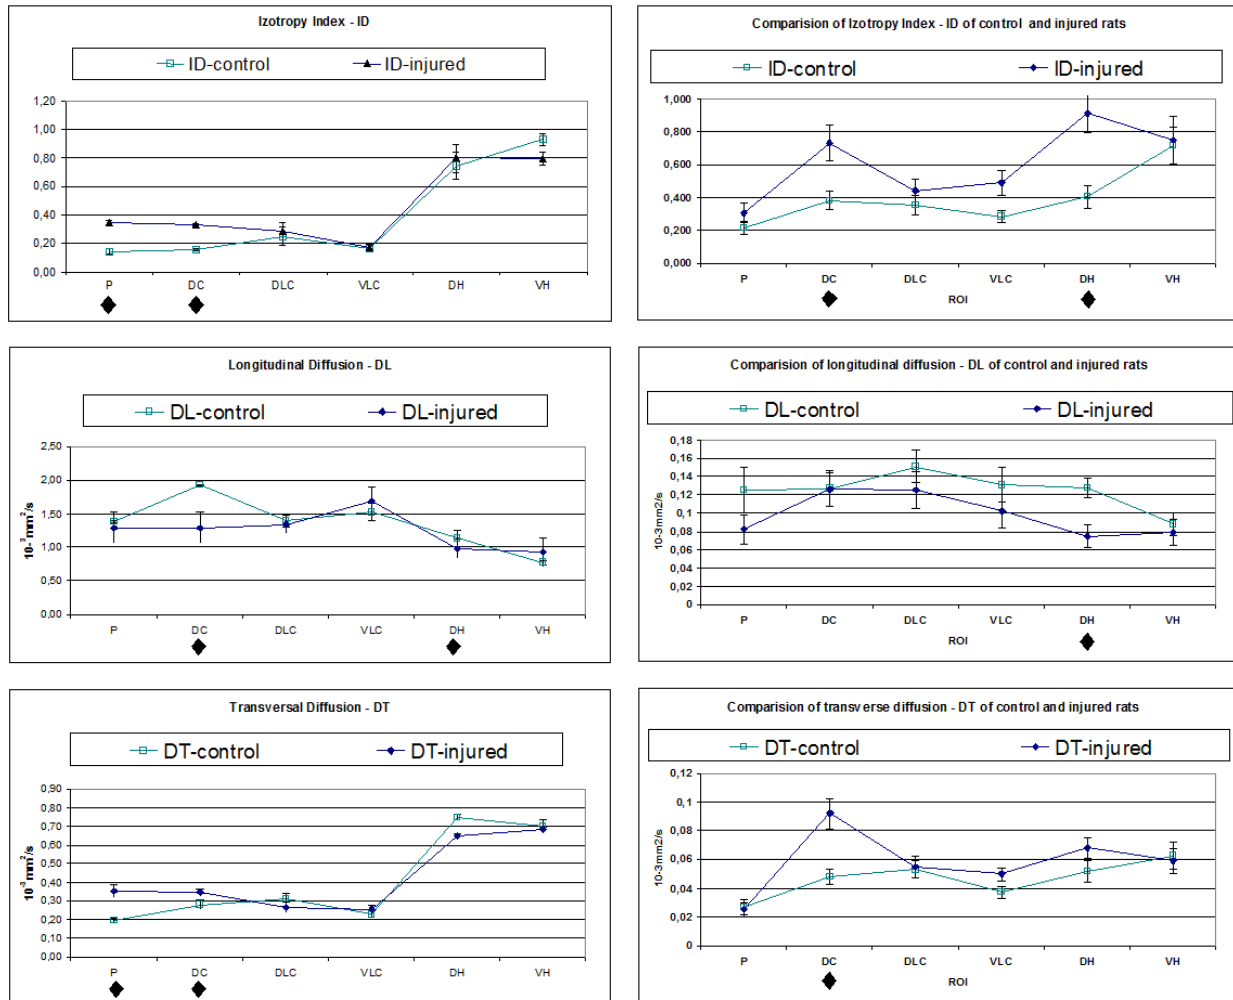 Izotropy Index - ID
ID-control ID-injured
1,20
1,00
0,80
0,60
0,40
0,20
0,00
P DC DLC VLC DH VH
Comparision of Izotropy Index - ID of control and injured rats
ID-control ID-injured
1,000
0,800
0,600
0,400
0,200
0,000
P DC DLC VLC DH VH
ROI
Longitudinal Diffusion - DL
DL-control DL-injured
10-³mm²/s
2,50
2,00
1,50
1,00
0,50
0,00
P DC DLC VLC DH VH
Comparision of longitudinal diffusion - DL of control and injured rats
DL-control DL-injured
10-3mm2/s
0,18
0,16
0,14
0,12
0,1
0,08
0,06
0,04
0,02
0
P DC DLC VLC DH VH
ROI
Transversal Diffusion - DT
DT-control DT-injured
10-³mm²/s
0,90
0,80
0,70
0,60
0,50
0,40
0,30
0,20
0,10
0,00
P DC DLC VLC DH VH
Comparision of transverse diffusion - DT of control and injured rats
DT-control DT-injured
10-3mm2/s
0,12
0,1
0,08
0,06
0,04
0,02
0
P DC DLC VLC DH VH
ROI